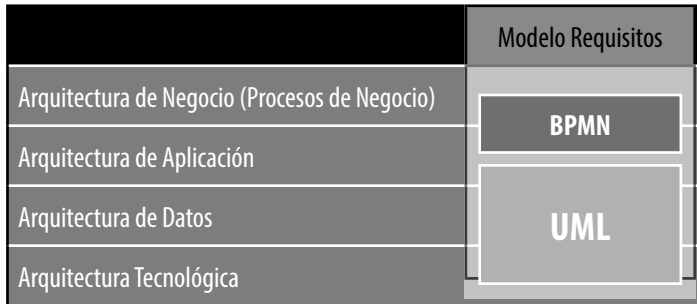 Modelo Requisitos
Arquitectura de Negocio (Procesos de Negocio)
BPMN
Arquitectura de Aplicación
Arquitectura de Datos
UML
Arquitectura Tecnológica